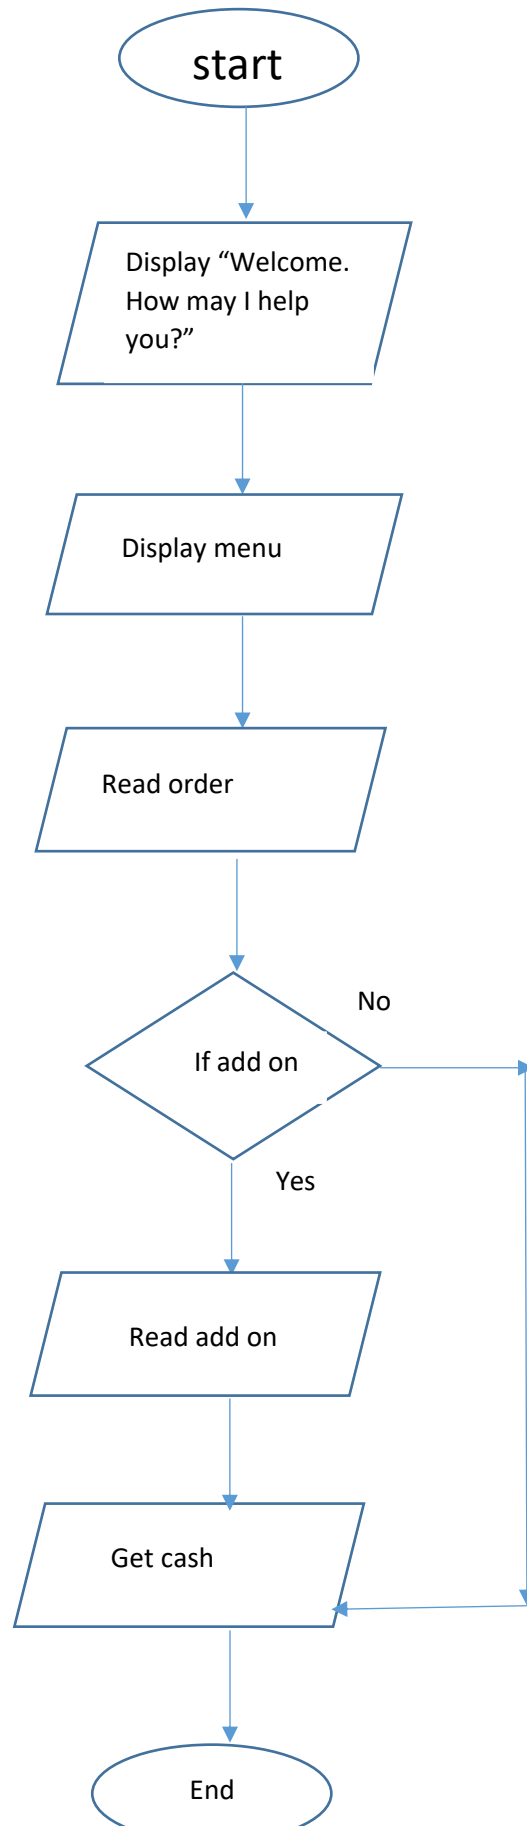 start
Display “Welcome.
How may I help
you?”
Display menu
Read order
No
If add on
Yes
Read add on
Get cash
End